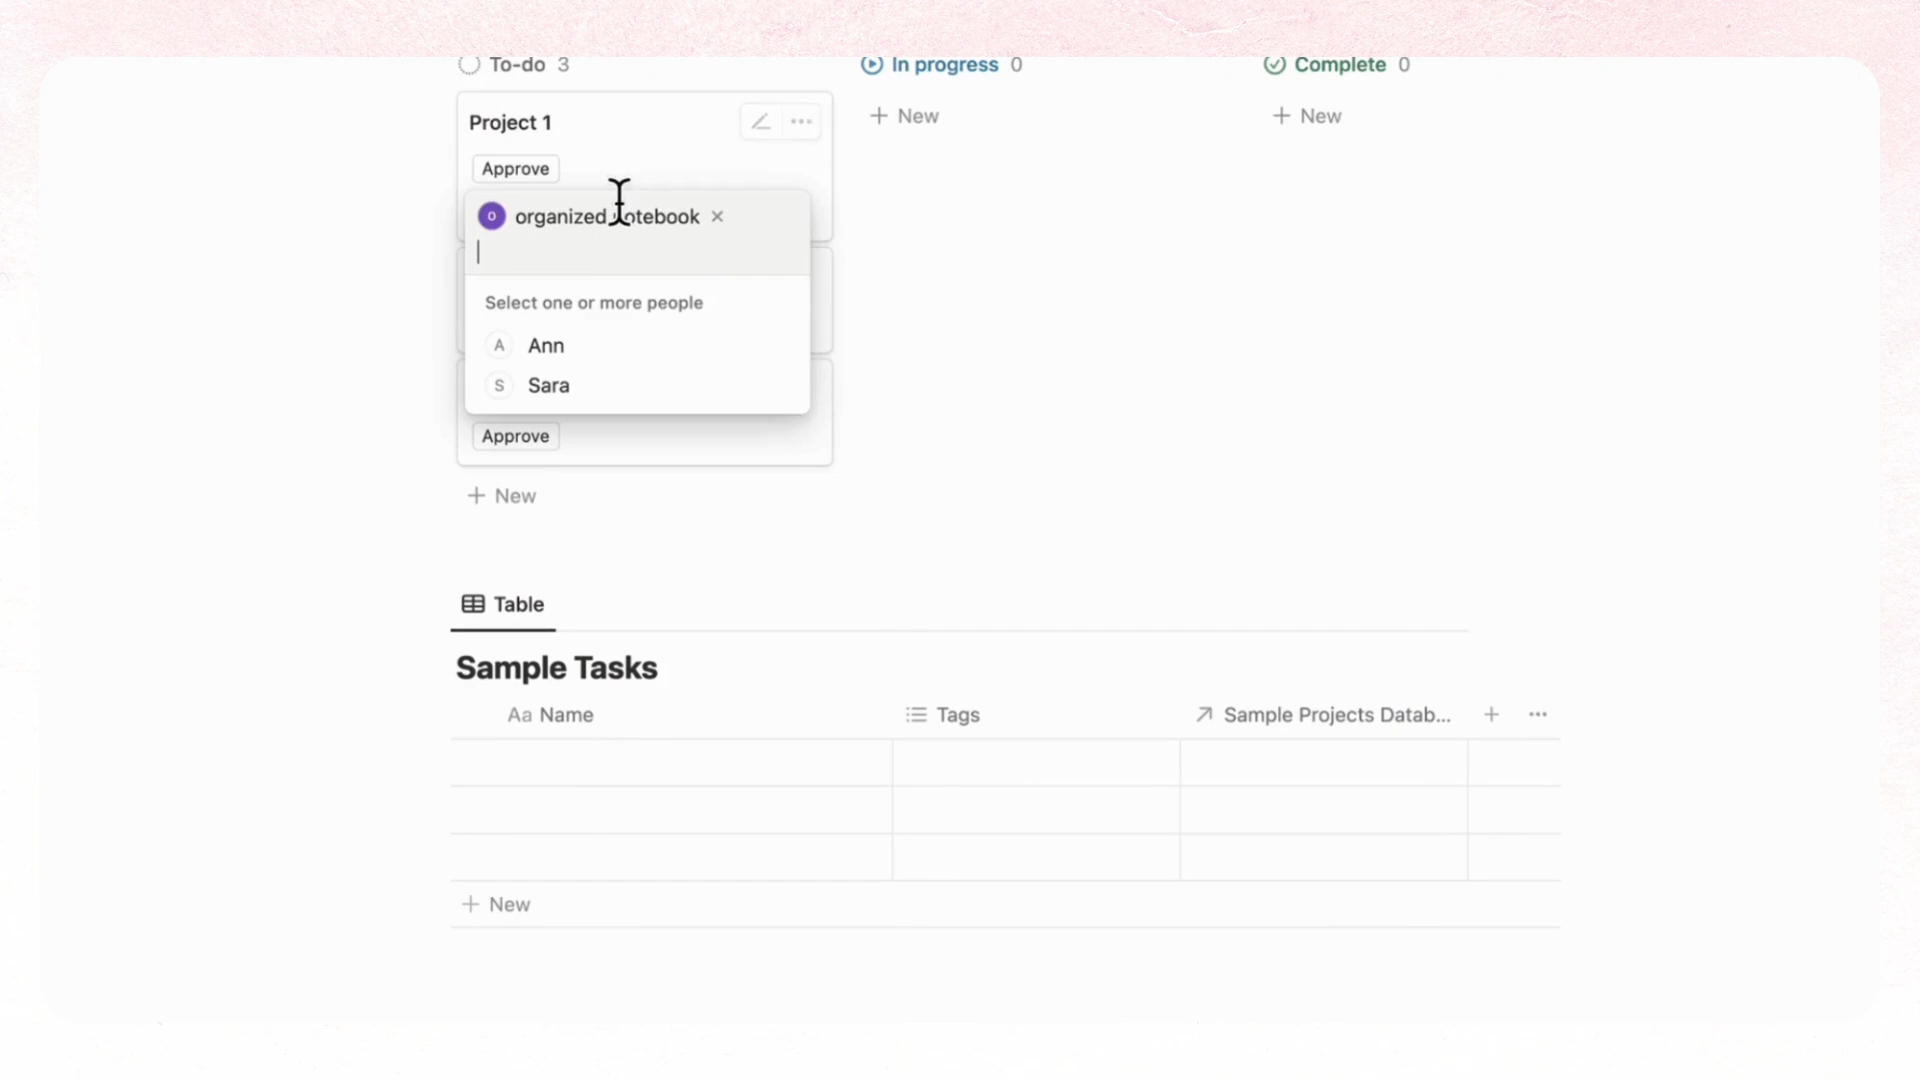 To-do 3 In progress 0 Complete 0
Project 1 + New + New
Approve
O organized notebook ×
Select one or more people
A Ann
S Sara
Approve
+ New
Table
Sample Tasks
Aa Name Tags Sample Projects Datab... + ...
+ New